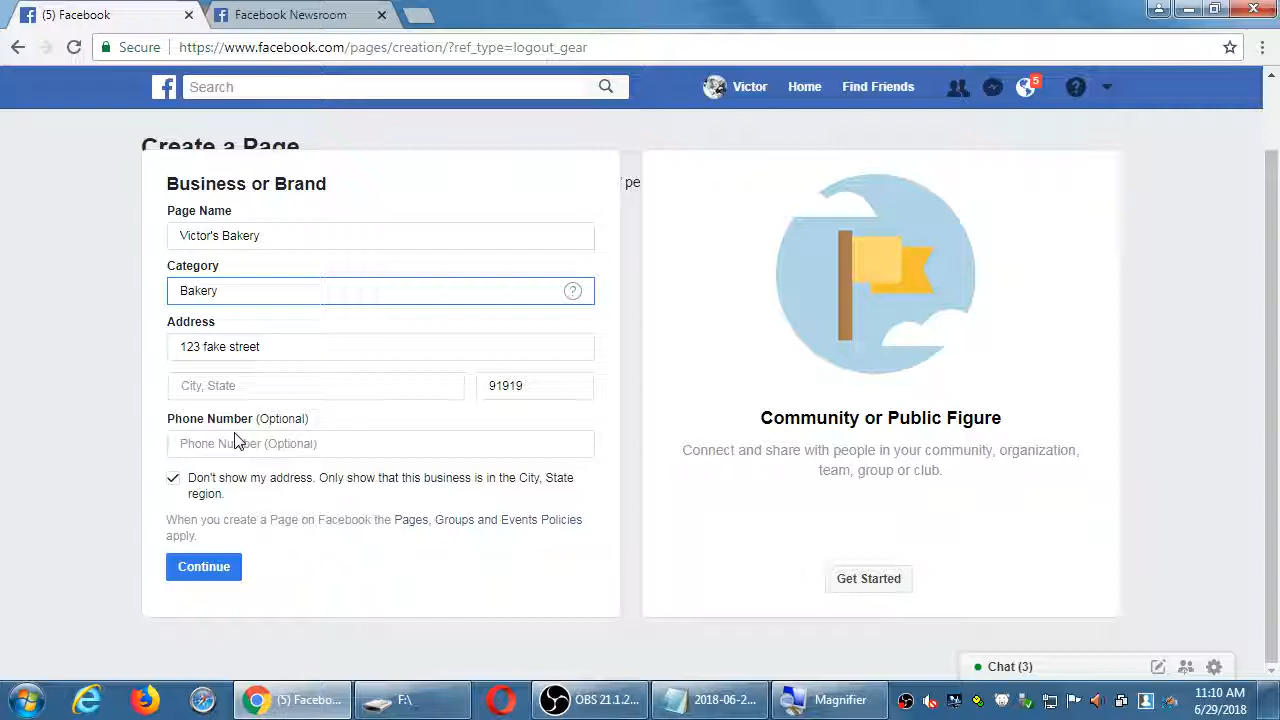 (5) Facebook
Facebook Newsroom
Secure
https://www.facebook.com/pages/creation/?ref_type=logout_gear
Search
Victor
Home
Find Friends
5
Create a Page
pe
Business or Brand
Page Name
Victor's Bakery
Category
Bakery
Address
123 fake street
City, State
91919
Phone Number (Optional)
Phone Number (Optional)
Don't show my address. Only show that this business is in the City, State
region.
When you create a Page on Facebook the Pages, Groups and Events Policies
apply.
Continue
Community or Public Figure
Connect and share with people in your community, organization,
team, group or club.
Get Started
Chat (3)
(5) Facebo...
F:\
OBS 21.1.2...
2018-06-2...
Magnifier
11:10 AM
6/29/2018